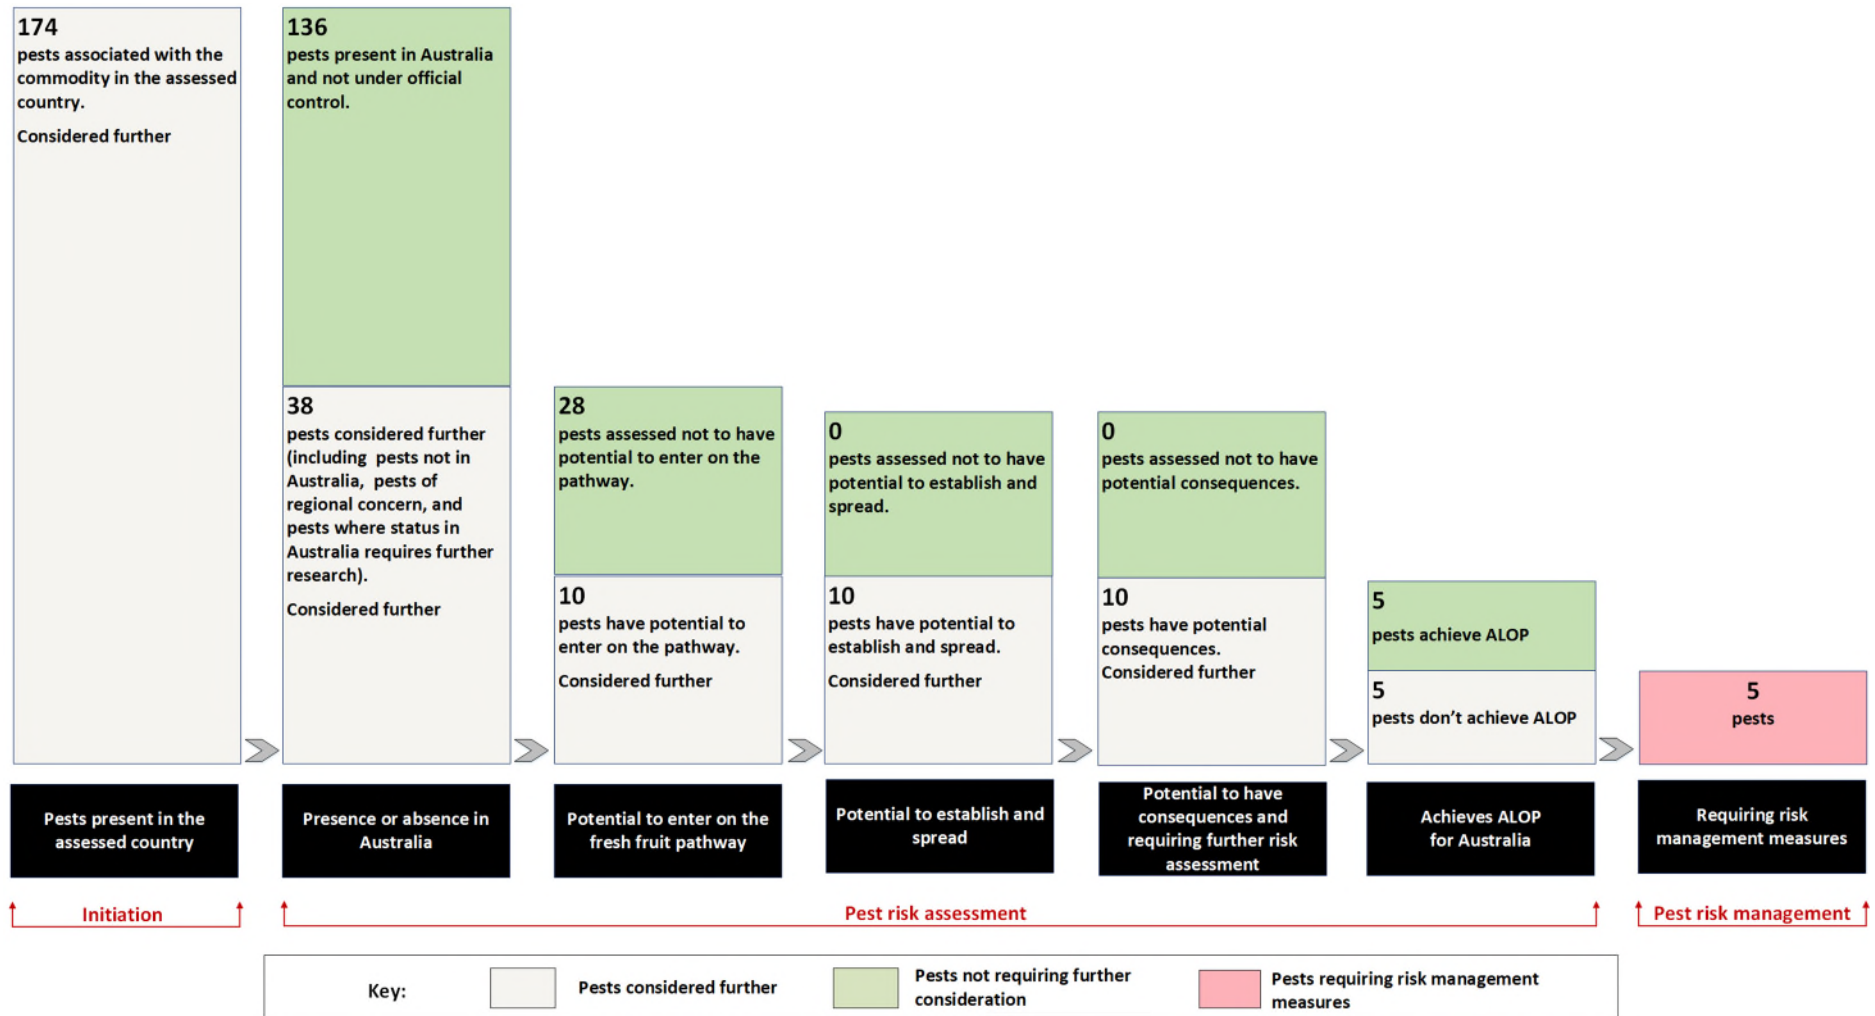 174
pests associated with the
commodity in the assessed
country.
Considered further
136
pests present in Australia
and not under official
control.
38
pests considered further
(including pests not in
Australia, pests of
regional concern, and
pests where status in
Australia requires further
research).
Considered further
28
pests assessed not to have
potential to enter on the
pathway.
10
pests have potential to
enter on the pathway.
Considered further
0
pests assessed not to have
potential to establish and
spread.
10
pests have potential to
establish and spread.
Considered further
0
pests assessed not to have
potential consequences.
10
pests have potential
consequences.
Considered further
5
pests achieve ALOP
5
pests don’t achieve ALOP
5
pests
Pests present in the
assessed country
Presence or absence in
Australia
Potential to enter on the
fresh fruit pathway
Potential to establish and
spread
Potential to have
consequences and
requiring further risk
assessment
Achieves ALOP
for Australia
Requiring risk
management measures
Initiation
Pest risk assessment
Pest risk management
Key:
Pests considered further
Pests not requiring further
consideration
Pests requiring risk management
measures